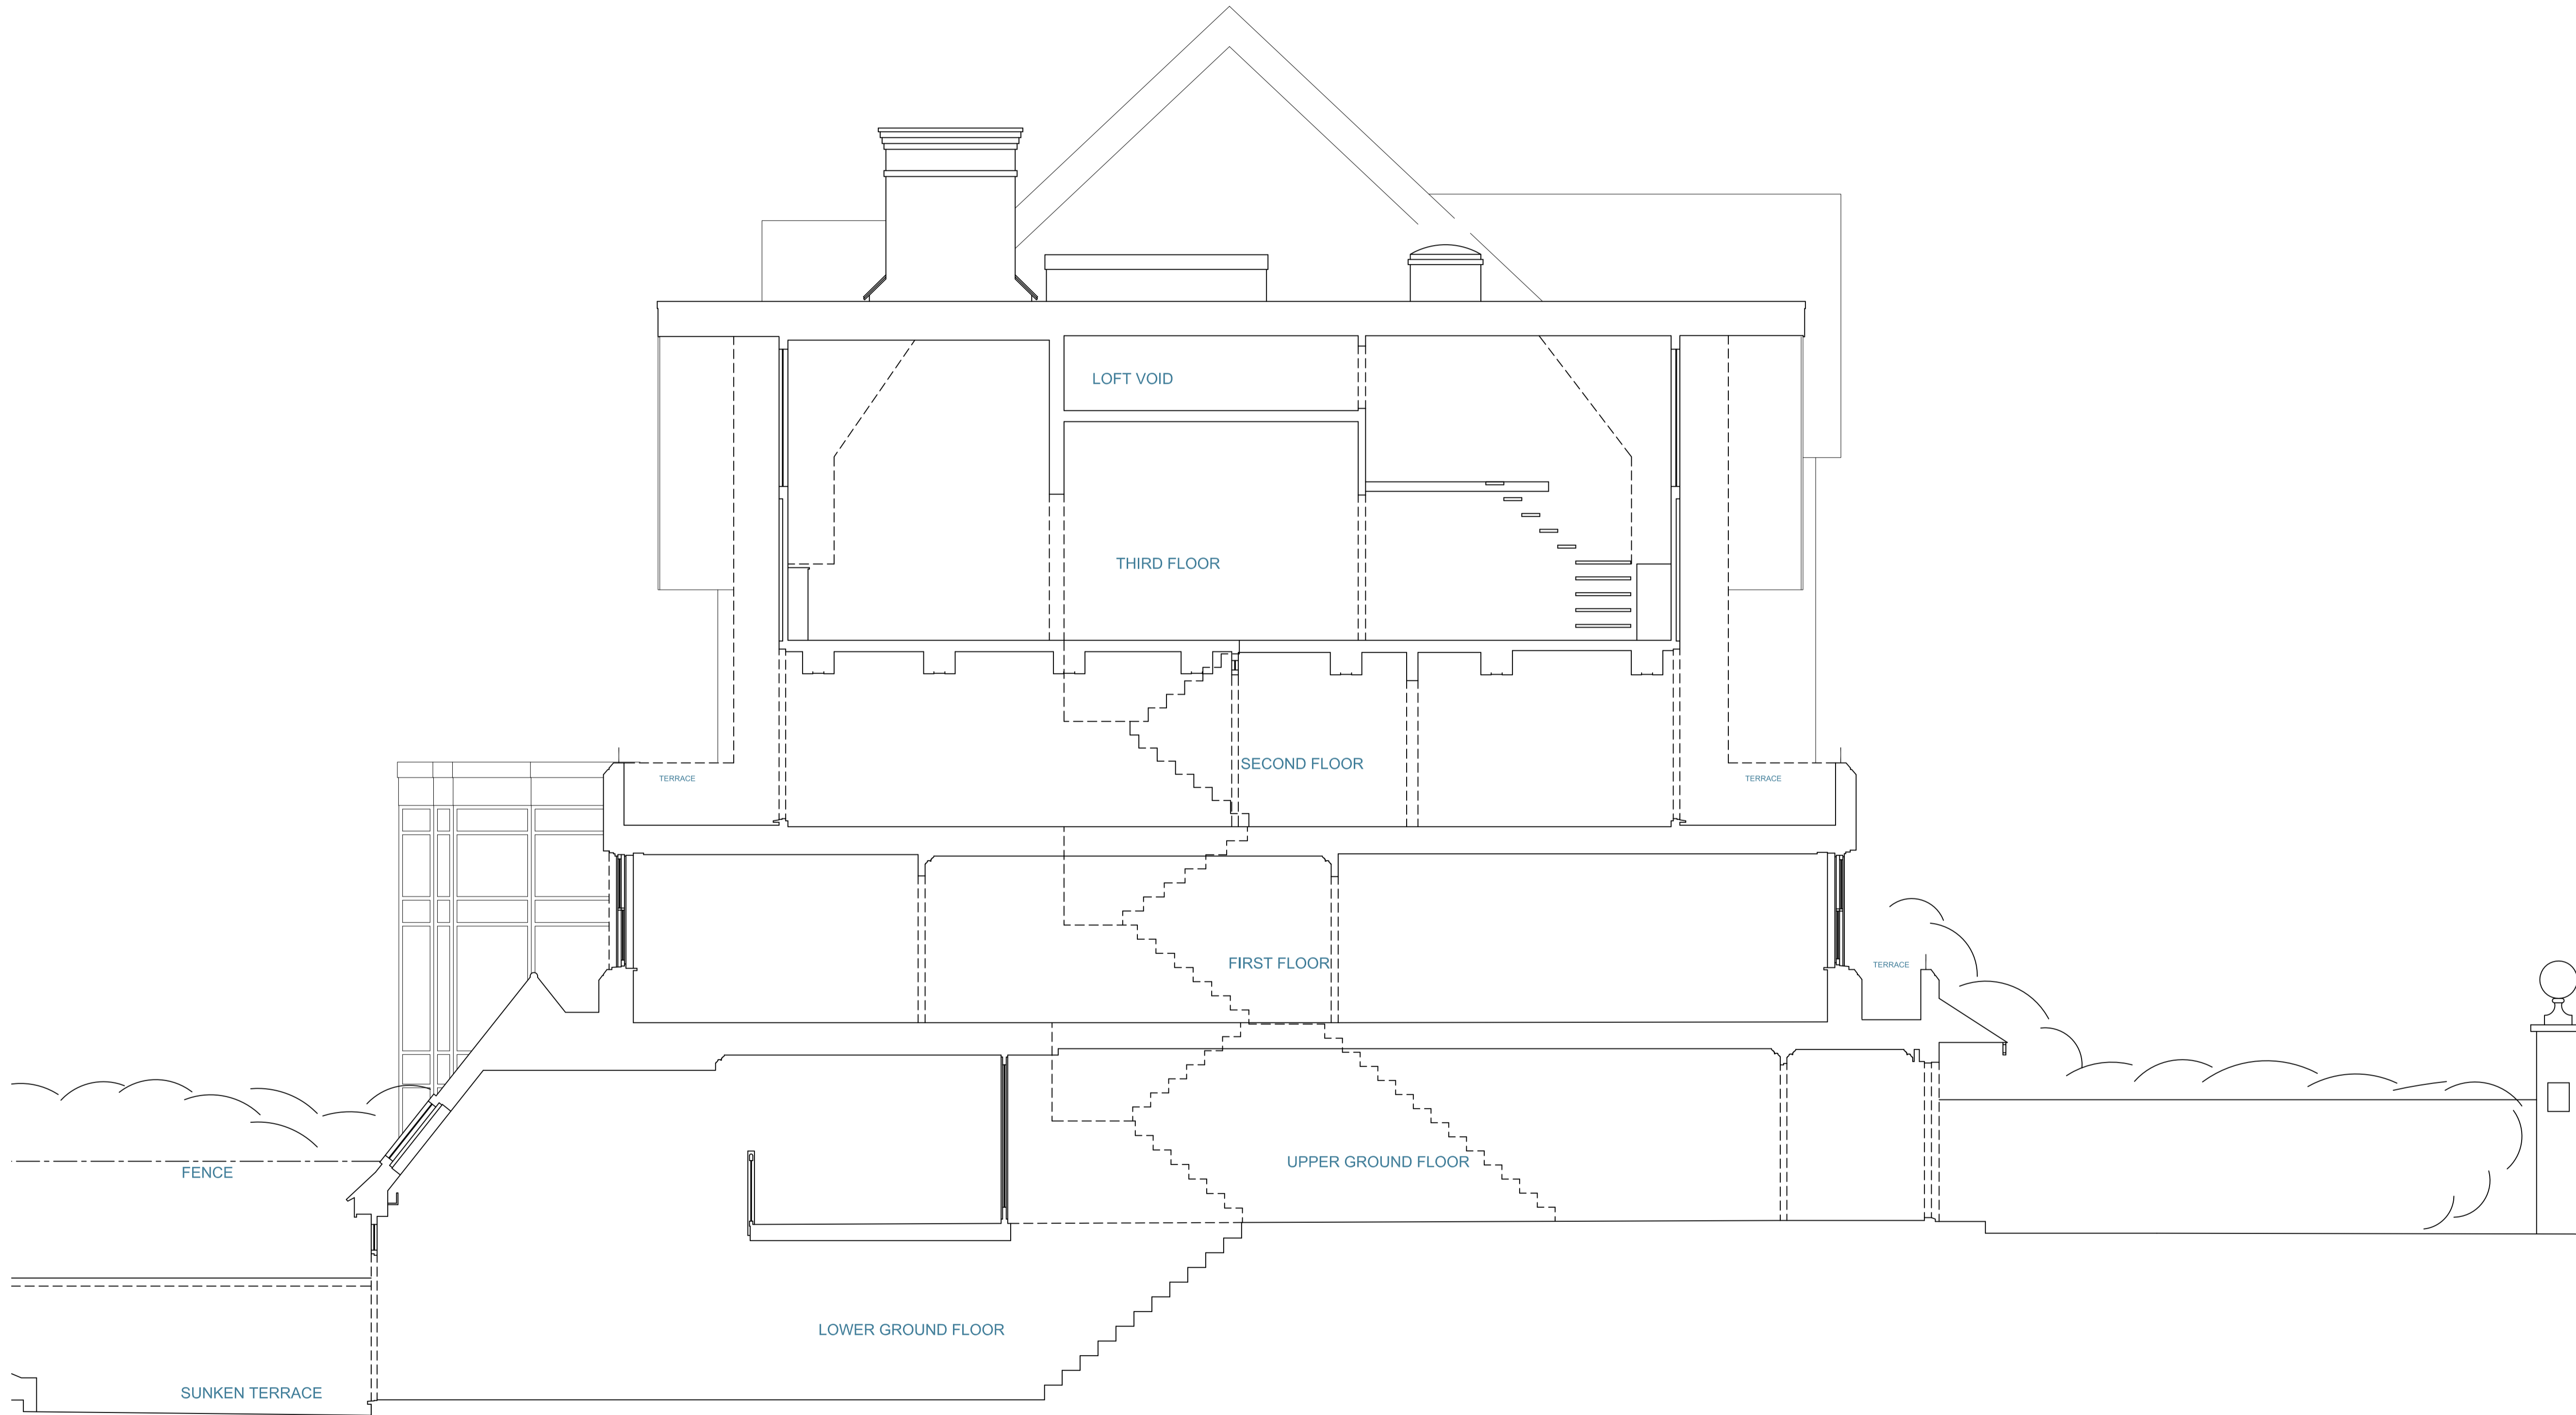 LOFT VOID
THIRD FLOOR
SECOND FLOOR
TERRACE
TERRACE
FIRST FLOOR
TERRACE
UPPER GROUND FLOOR
FENCE
LOWER GROUND FLOOR
SUNKEN TERRACE